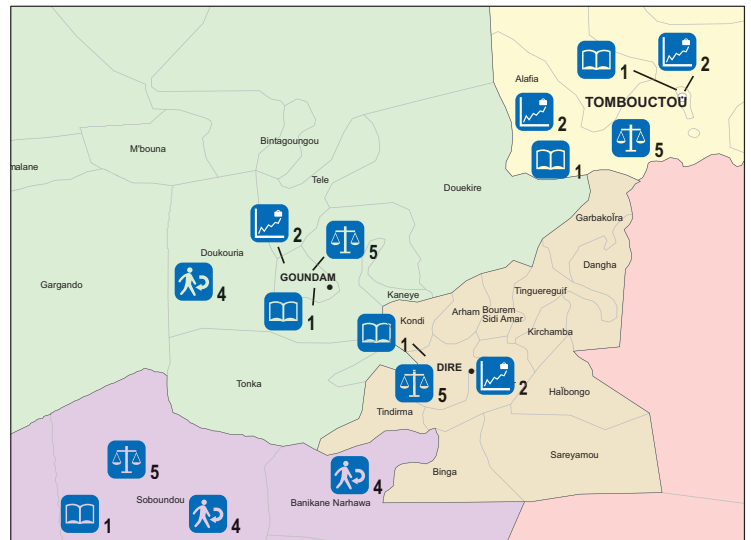 1
2
Alafia
TOMBOUCTOU
2
5
M'bouna
Bintagoungou
1
malane
Tele
Douekire
Garbakoïra
2
5
Doukouria
Dangha
GOUNDAM
Gargando
4
Kaneye
Tinguereguif
1
Kondi
Arham
Bourem
Sidi Amar
Kirchamba
1
DIRE
Tonka
5
2
Haïbongo
Tindirma
Sareyamou
5
Binga
4
Soboundou
Banikane Narhawa
1
4